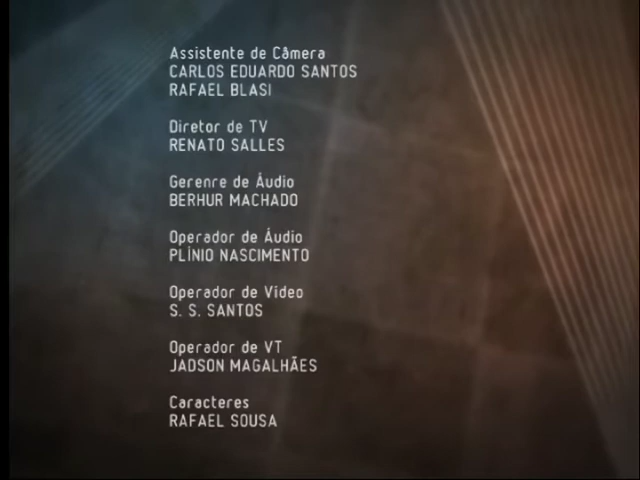 Assistente de Câmera
CARLOS EDUARDO SANTOS
RAFAEL BLASI
Diretor de TV
RENATO SALLES
Gerenre de Áudio
BERHUR MACHADO
Operador de Áudio
PLÍNIO NASCIMENTO
Operador de Vídeo
S. S. SANTOS
Operador de VT
JADSON MAGALHÃES
Caracteres
RAFAEL SOUSA